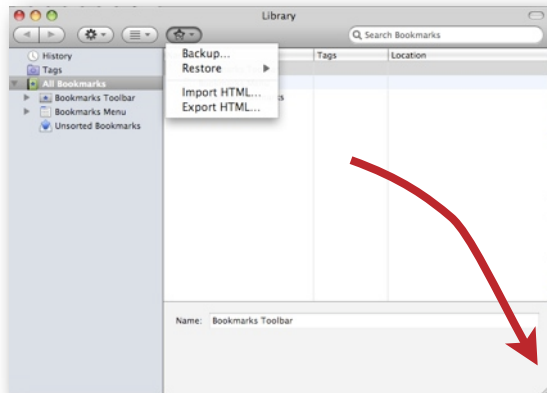 Library
Search Bookmarks
History
Tags
All Bookmarks
Bookmarks Toolbar
Bookmarks Menu
Unsorted Bookmarks
Backup...
Restore
Import HTML...
Export HTML...
Tags
Location
Name: Bookmarks Toolbar